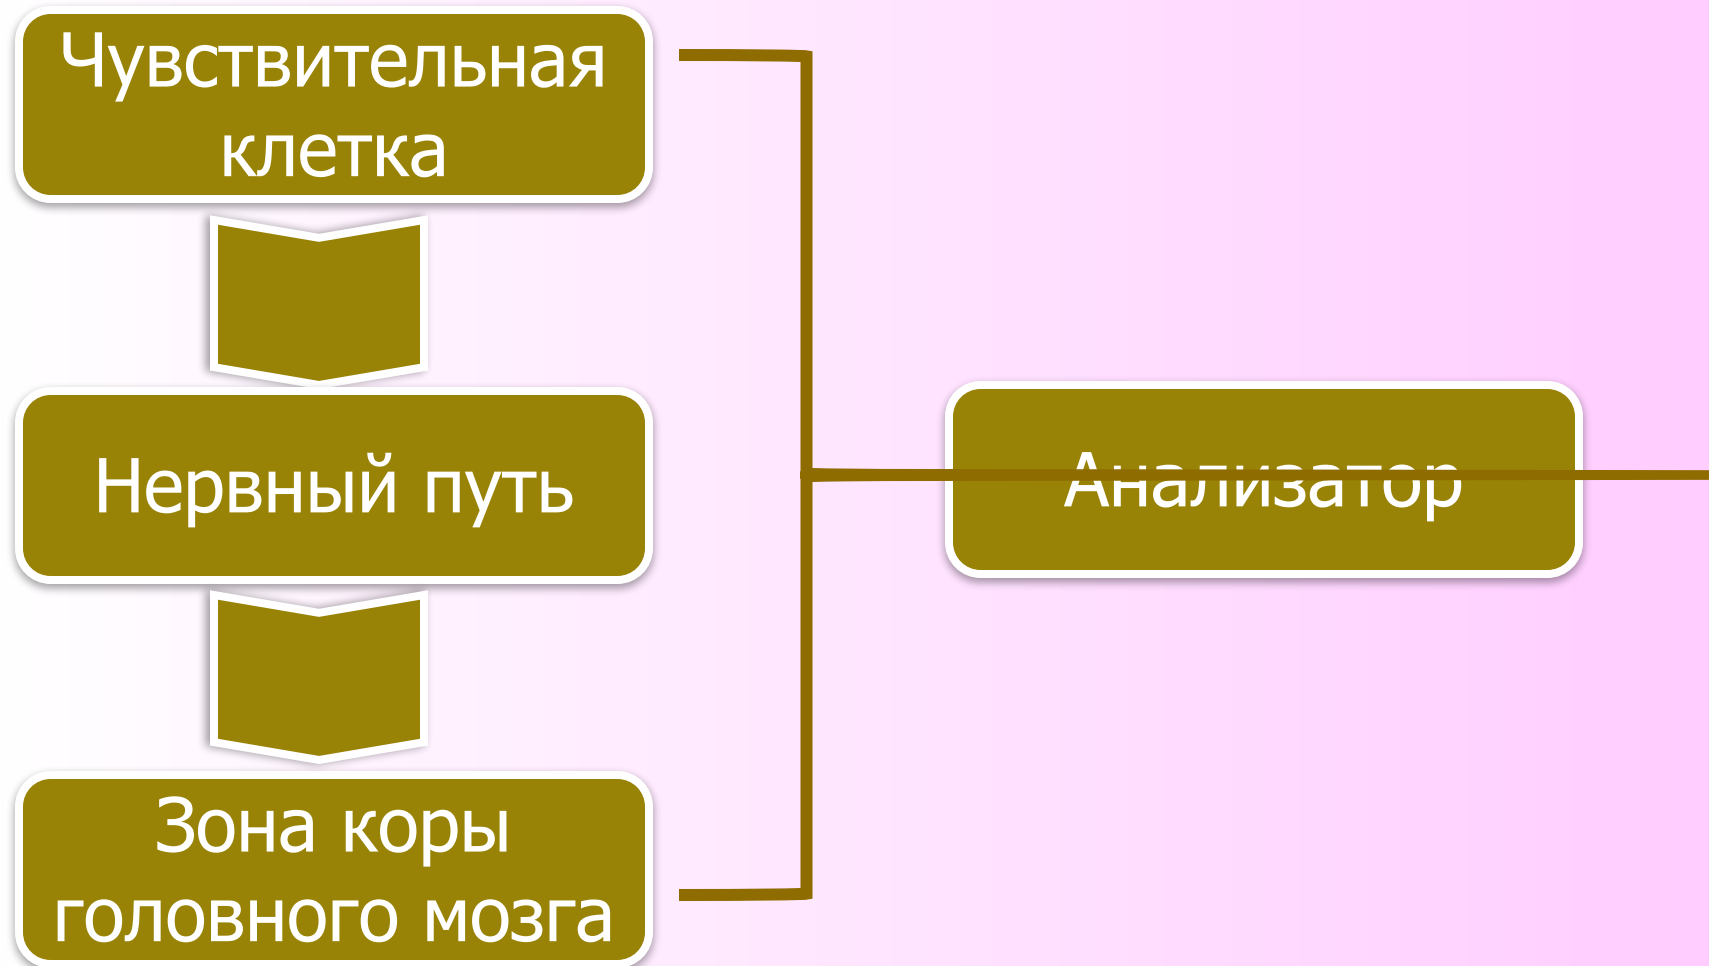 Чувствительная
клетка
Нервный путь
Анализатор
Зона коры
головного мозга